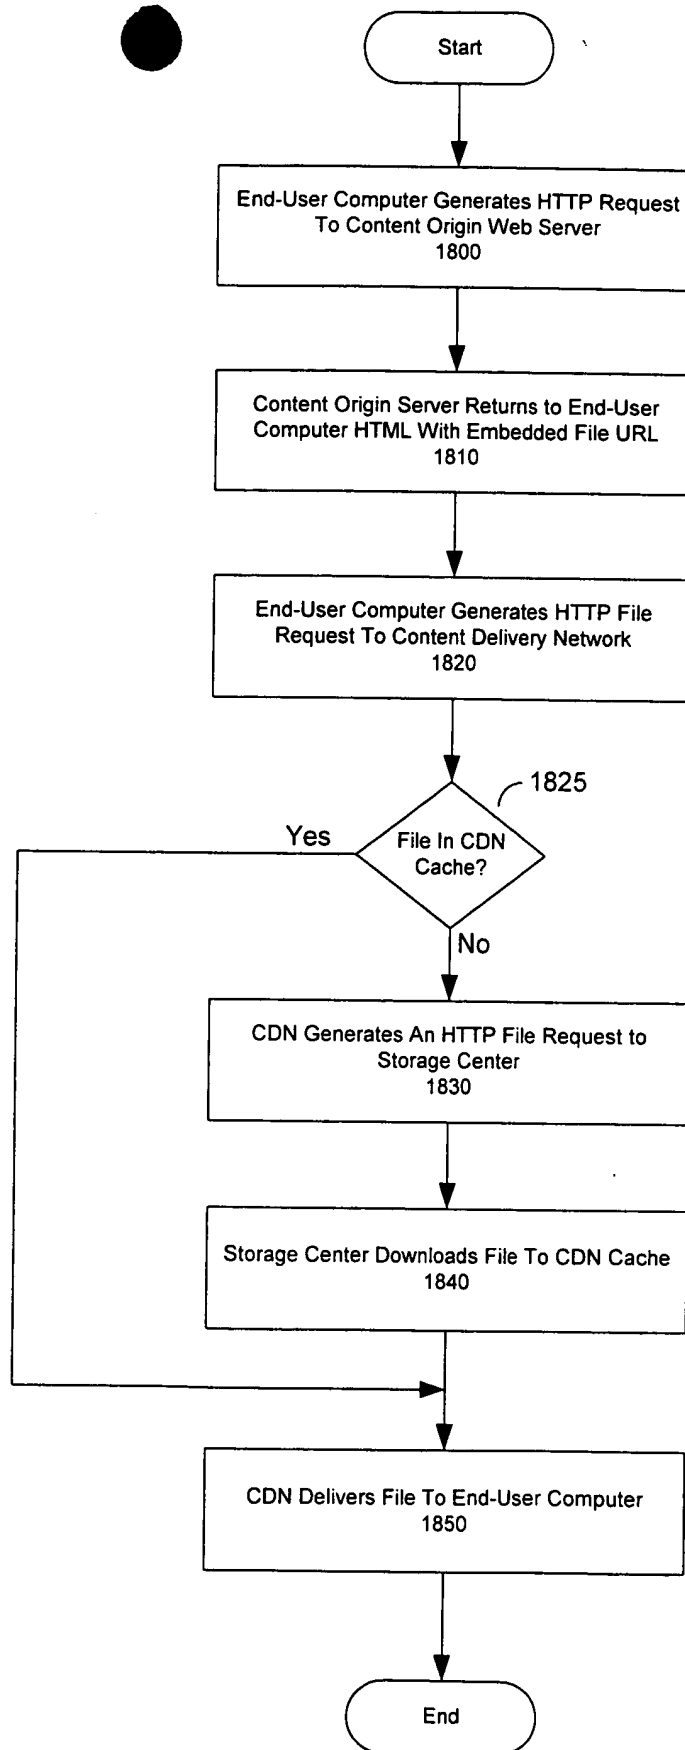 Start
End-User Computer Generates HTTP Request
To Content Origin Web Server
1800
Content Origin Server Returns to End-User
Computer HTML With Embedded File URL
1810
End-User Computer Generates HTTP File
Request To Content Delivery Network
1820
1825
Yes
File In CDN
Cache?
No
CDN Generates An HTTP File Request to
Storage Center
1830
Storage Center Downloads File To CDN Cache
1840
CDN Delivers File To End-User Computer
1850
End